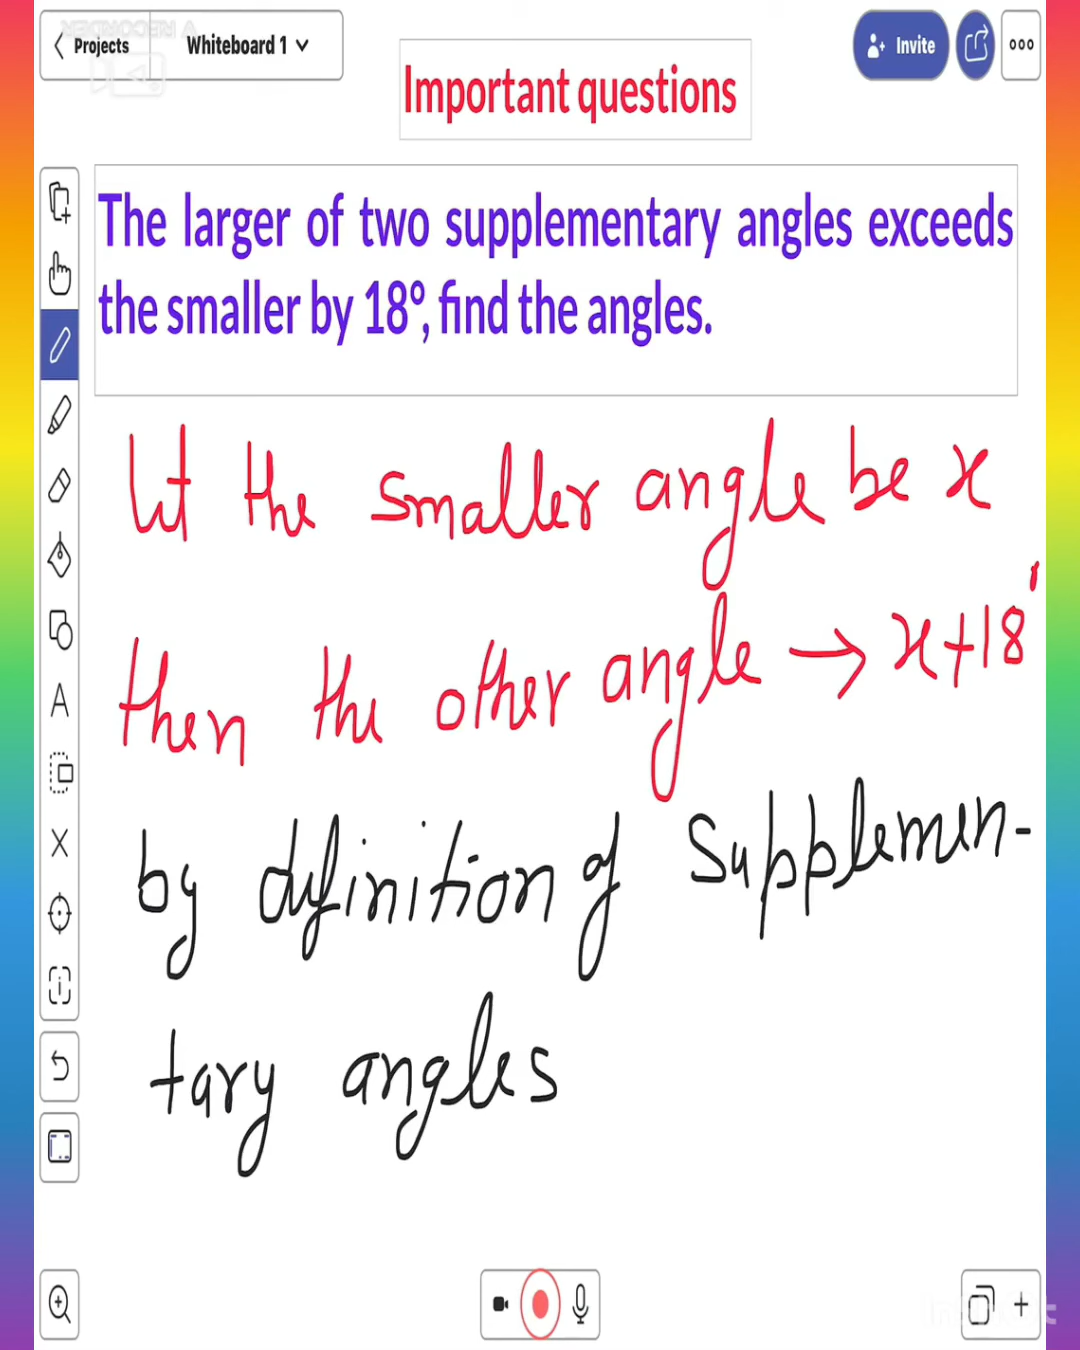 Projects
Whiteboard 1
Invite
Important questions
The larger of two supplementary angles exceeds
the smaller by 18°, find the angles.
let the smaller angle be x
then the other angle → x+18°
by definition of Supplemen-
tary angles